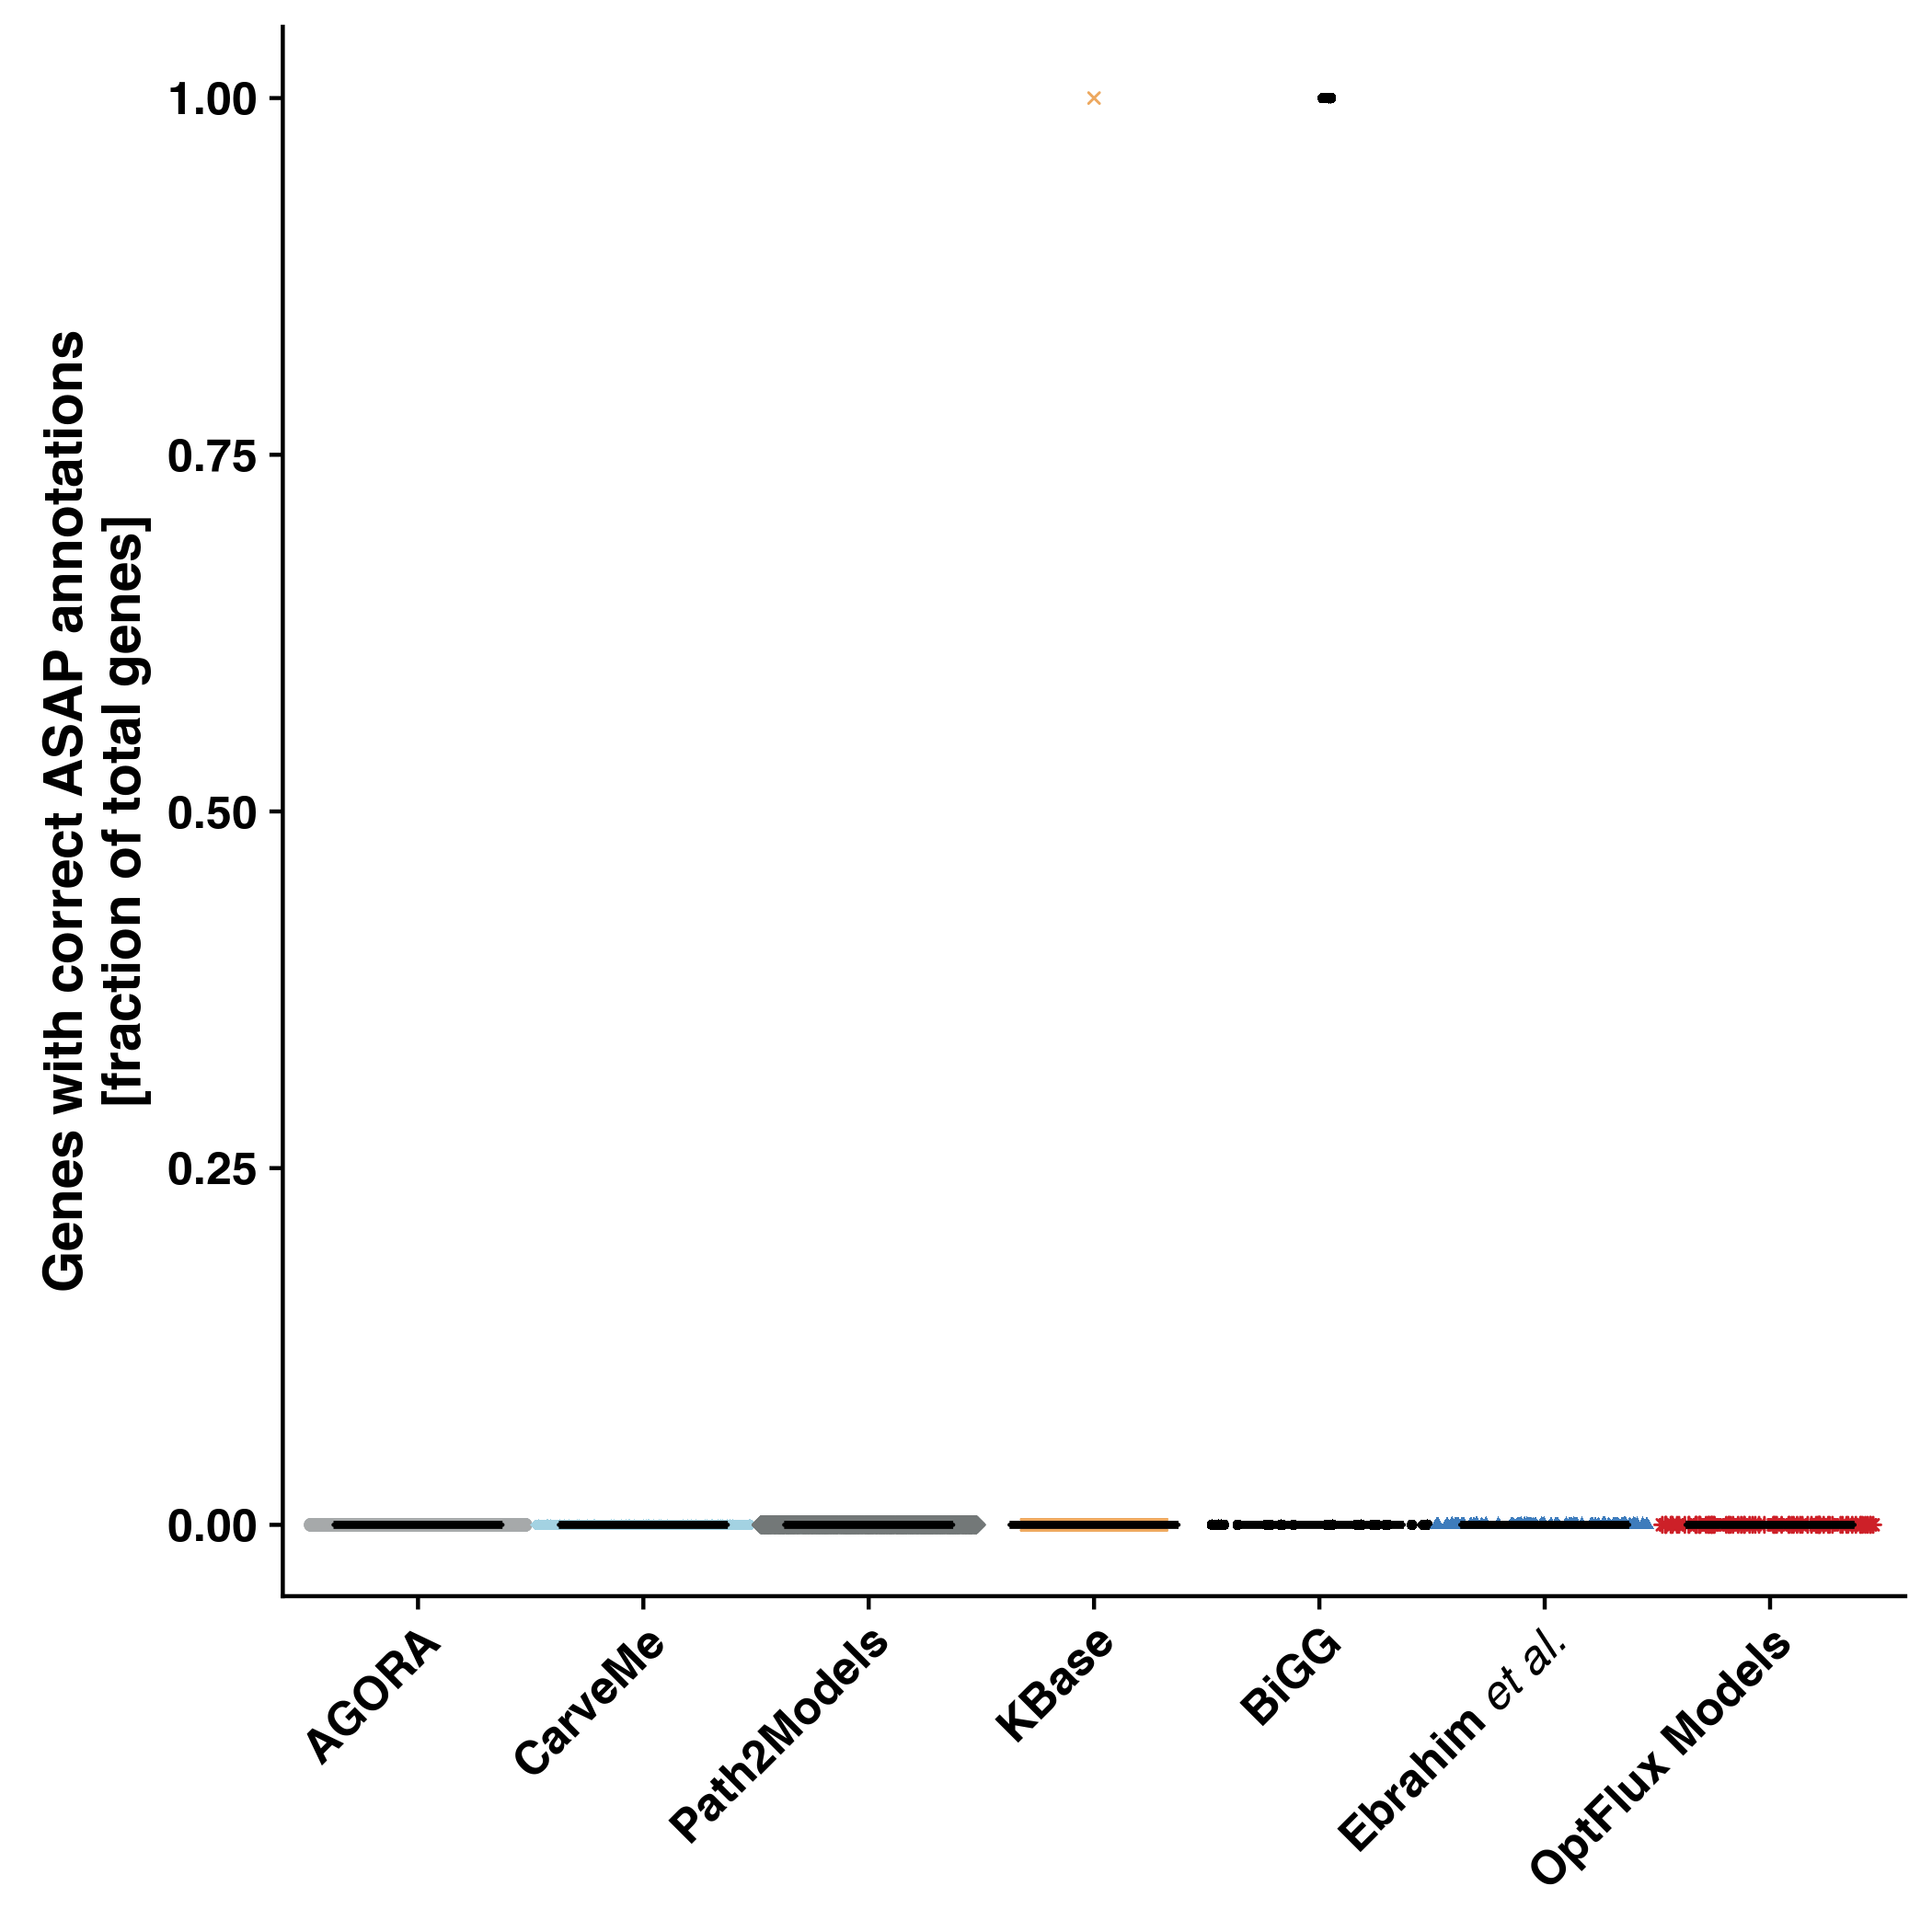 Genes with correct ASAP annotations
[fraction of total genes]
1.00
0.75
0.50
0.25
0.00
AGORA
CarveMe
Path2Models
KBase
BiGG
Ebrahim et al.
OptFlux Models